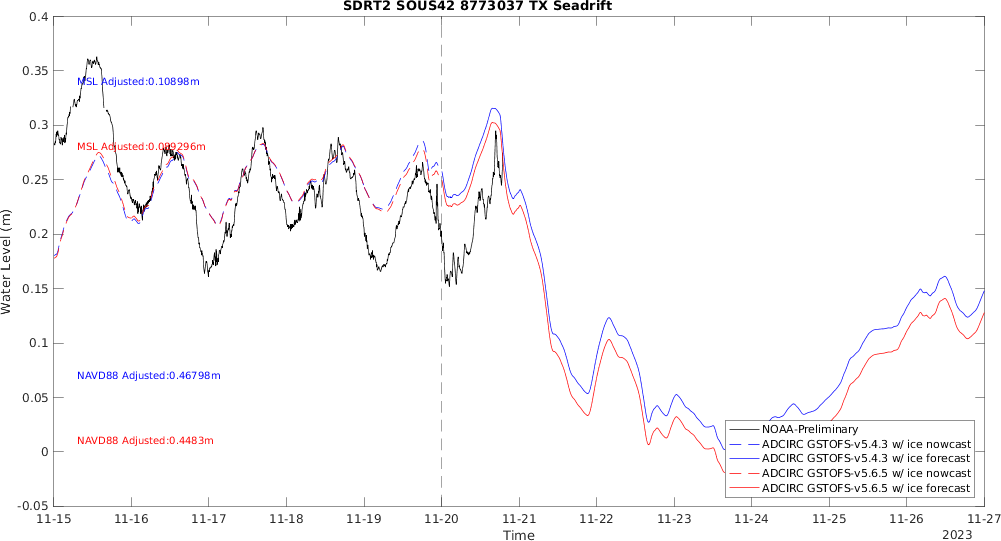 SDRT2 SOUS42 8773037 TX Seadrift
0.4
0.35
0.3
0.25
0.2
0.15
0.1
0.05
0
-0.05
Water Level (m)
MSL Adjusted:0.10898m
MSL Adjusted:0.089296m
NAVD88 Adjusted:0.46798m
NAVD88 Adjusted:0.4483m
NOAA-Preliminary
ADCIRC GSTOFS-v5.4.3 w/ ice nowcast
ADCIRC GSTOFS-v5.4.3 w/ ice forecast
ADCIRC GSTOFS-v5.6.5 w/ ice nowcast
ADCIRC GSTOFS-v5.6.5 w/ ice forecast
11-15 11-16 11-17 11-18 11-19 11-20 11-21 11-22 11-23 11-24 11-25 11-26 11-27
Time
2023